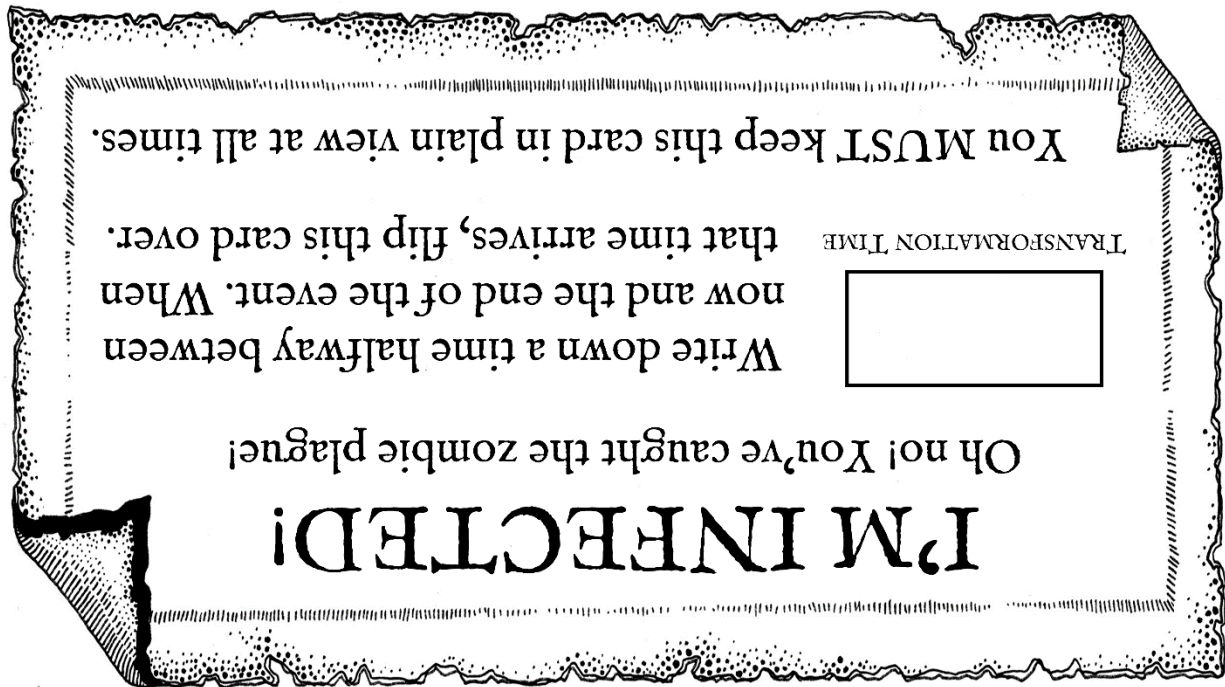 I'M INFECTED!
Oh no! You've caught the zombie plague!
Write down a time halfway between
now and the end of the event. When
that time arrives, flip this card over.
TRANSFORMATION TIME
You MUST keep this card in plain view at all times.